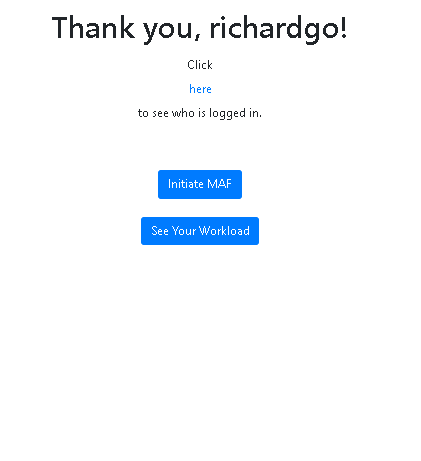 Thank you, richardgo!
Click
here
to see who is logged in.
Initiate MAF
See Your Workload